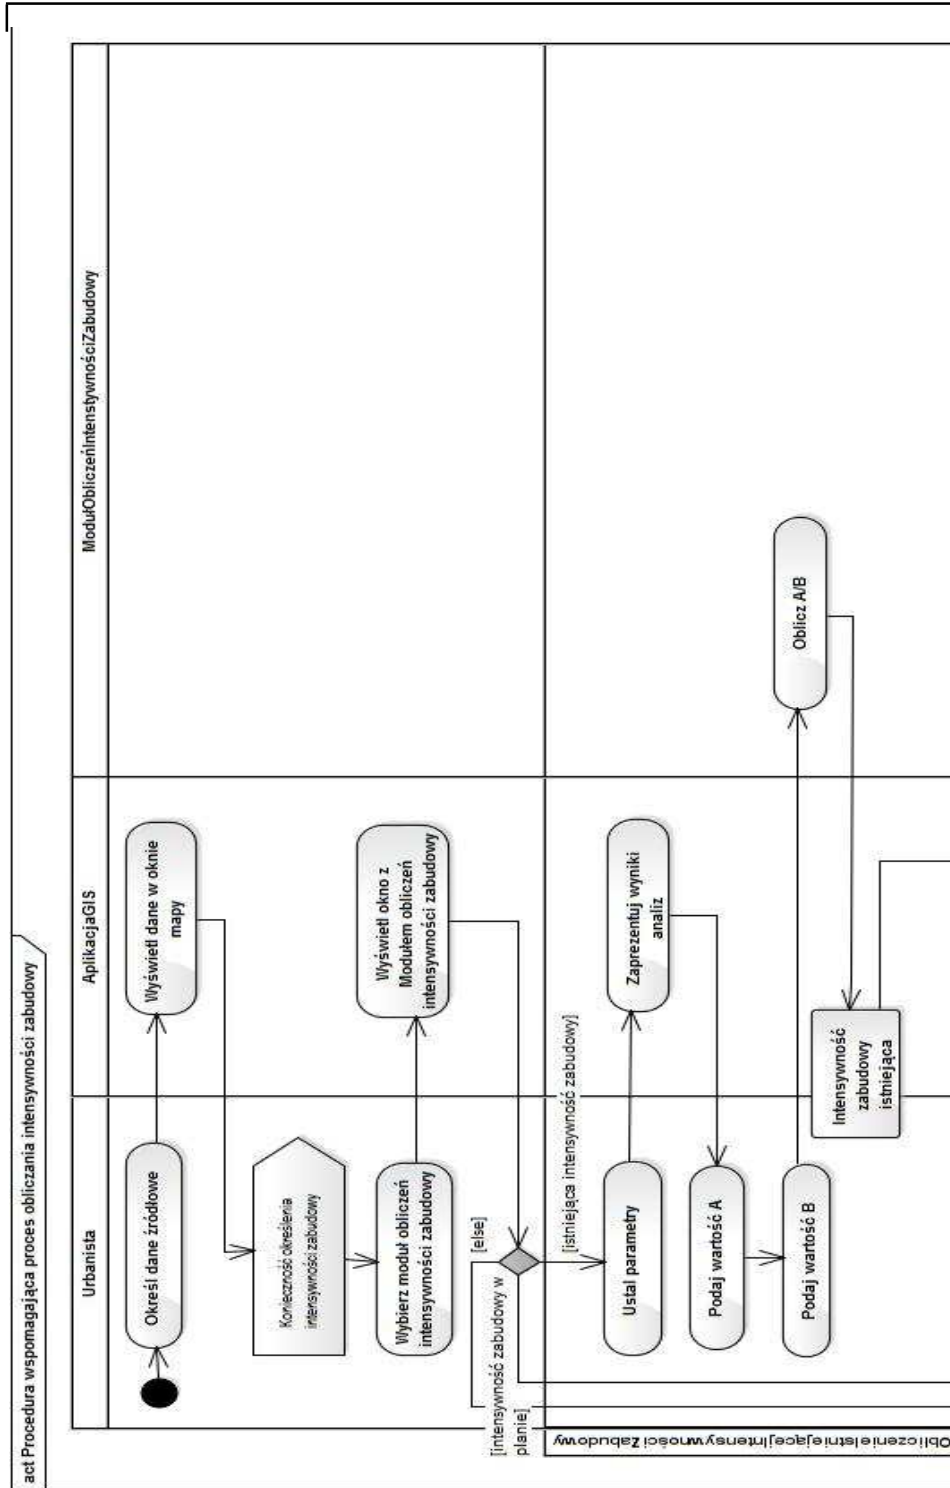 act Procedura wspomagająca proces obliczania intensywności zabudowy
Urbanista
AplikacjaGIS
ModułObliczeńIntenstywnościZabudowy
Określ dane źródłowe
Wyświetl dane w oknie
mapy
Konieczność określenia
intensywności zabudowy
Wybierz moduł obliczeń
intensywności zabudowy
Wyświetl okno z
Modułem obliczeń
intensywności zabudowy
[else]
[intensywność zabudowy w
planie]
[istniejąca intensywność zabudowy]
ObliczenieIstniejącejIntensywnościZabudowy
Ustal parametry
Zaprezentuj wyniki
analiz
Podaj wartość A
Podaj wartość B
Oblicz A/B
Intensywność
zabudowy
istniejąca